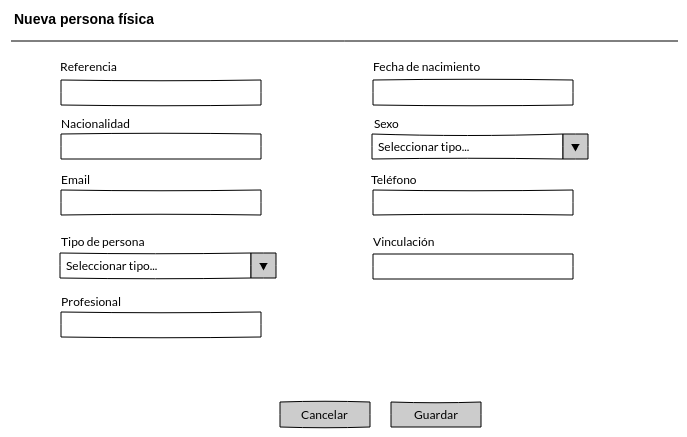 Nueva persona física
Referencia
Fecha de nacimiento
Nacionalidad
Sexo
Seleccionar tipo...
Email
Teléfono
Tipo de persona
Seleccionar tipo...
Vinculación
Profesional
Cancelar
Guardar